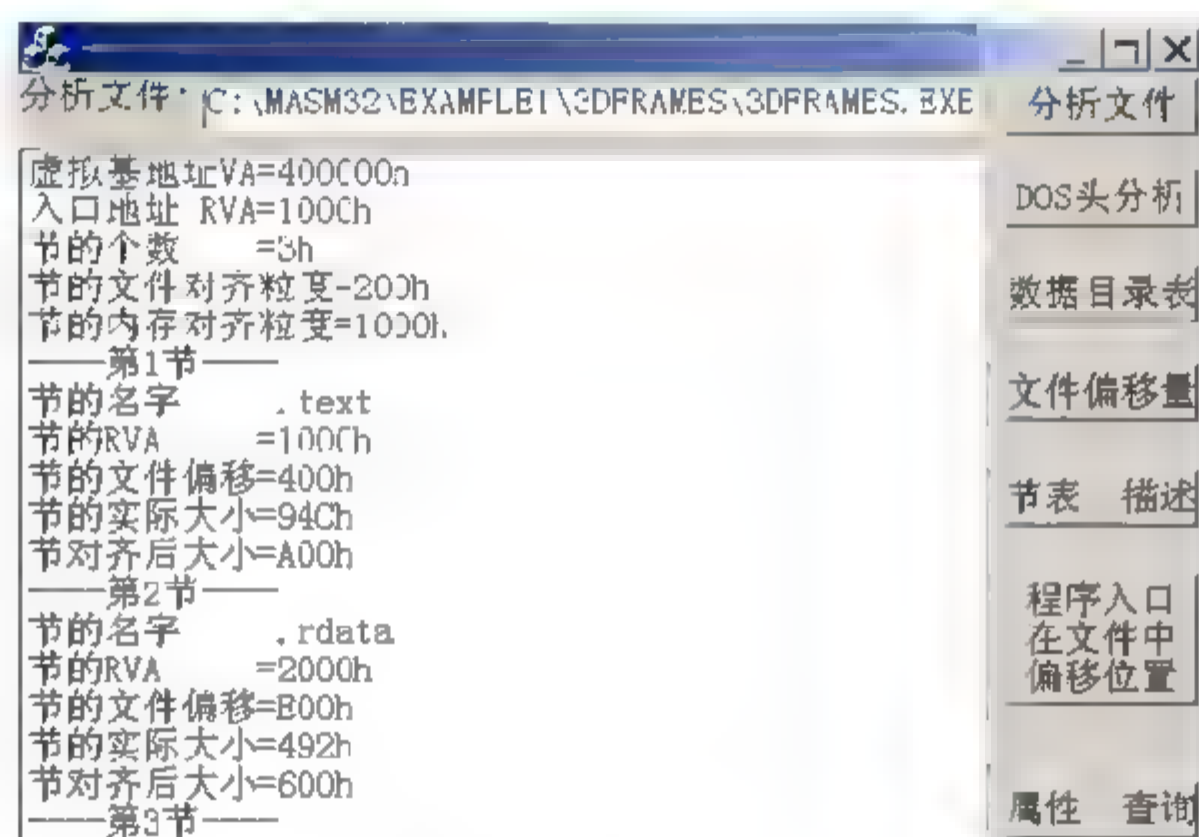 分析文件: C:\MASM32\EXAMPLE1\3DFRAMES\3DFRAMES.EXE
分析文件
虚拟基地址VA=400000h
入口地址 RVA=1000h
节的个数 =3h
节的文件对齐粒度=200h
节的内存对齐粒度=1000h
——第1节——
节的名字 .text
节的RVA =1000h
节的文件偏移=400h
节的实际大小=94Ch
节对齐后大小=A00h
——第2节——
节的名字 .rdata
节的RVA =2000h
节的文件偏移=E00h
节的实际大小=492h
节对齐后大小=600h
——第3节——
DOS头分析
数据目录表
文件偏移量
节表 描述
程序入口
在文件中
偏移位置
属性 查询